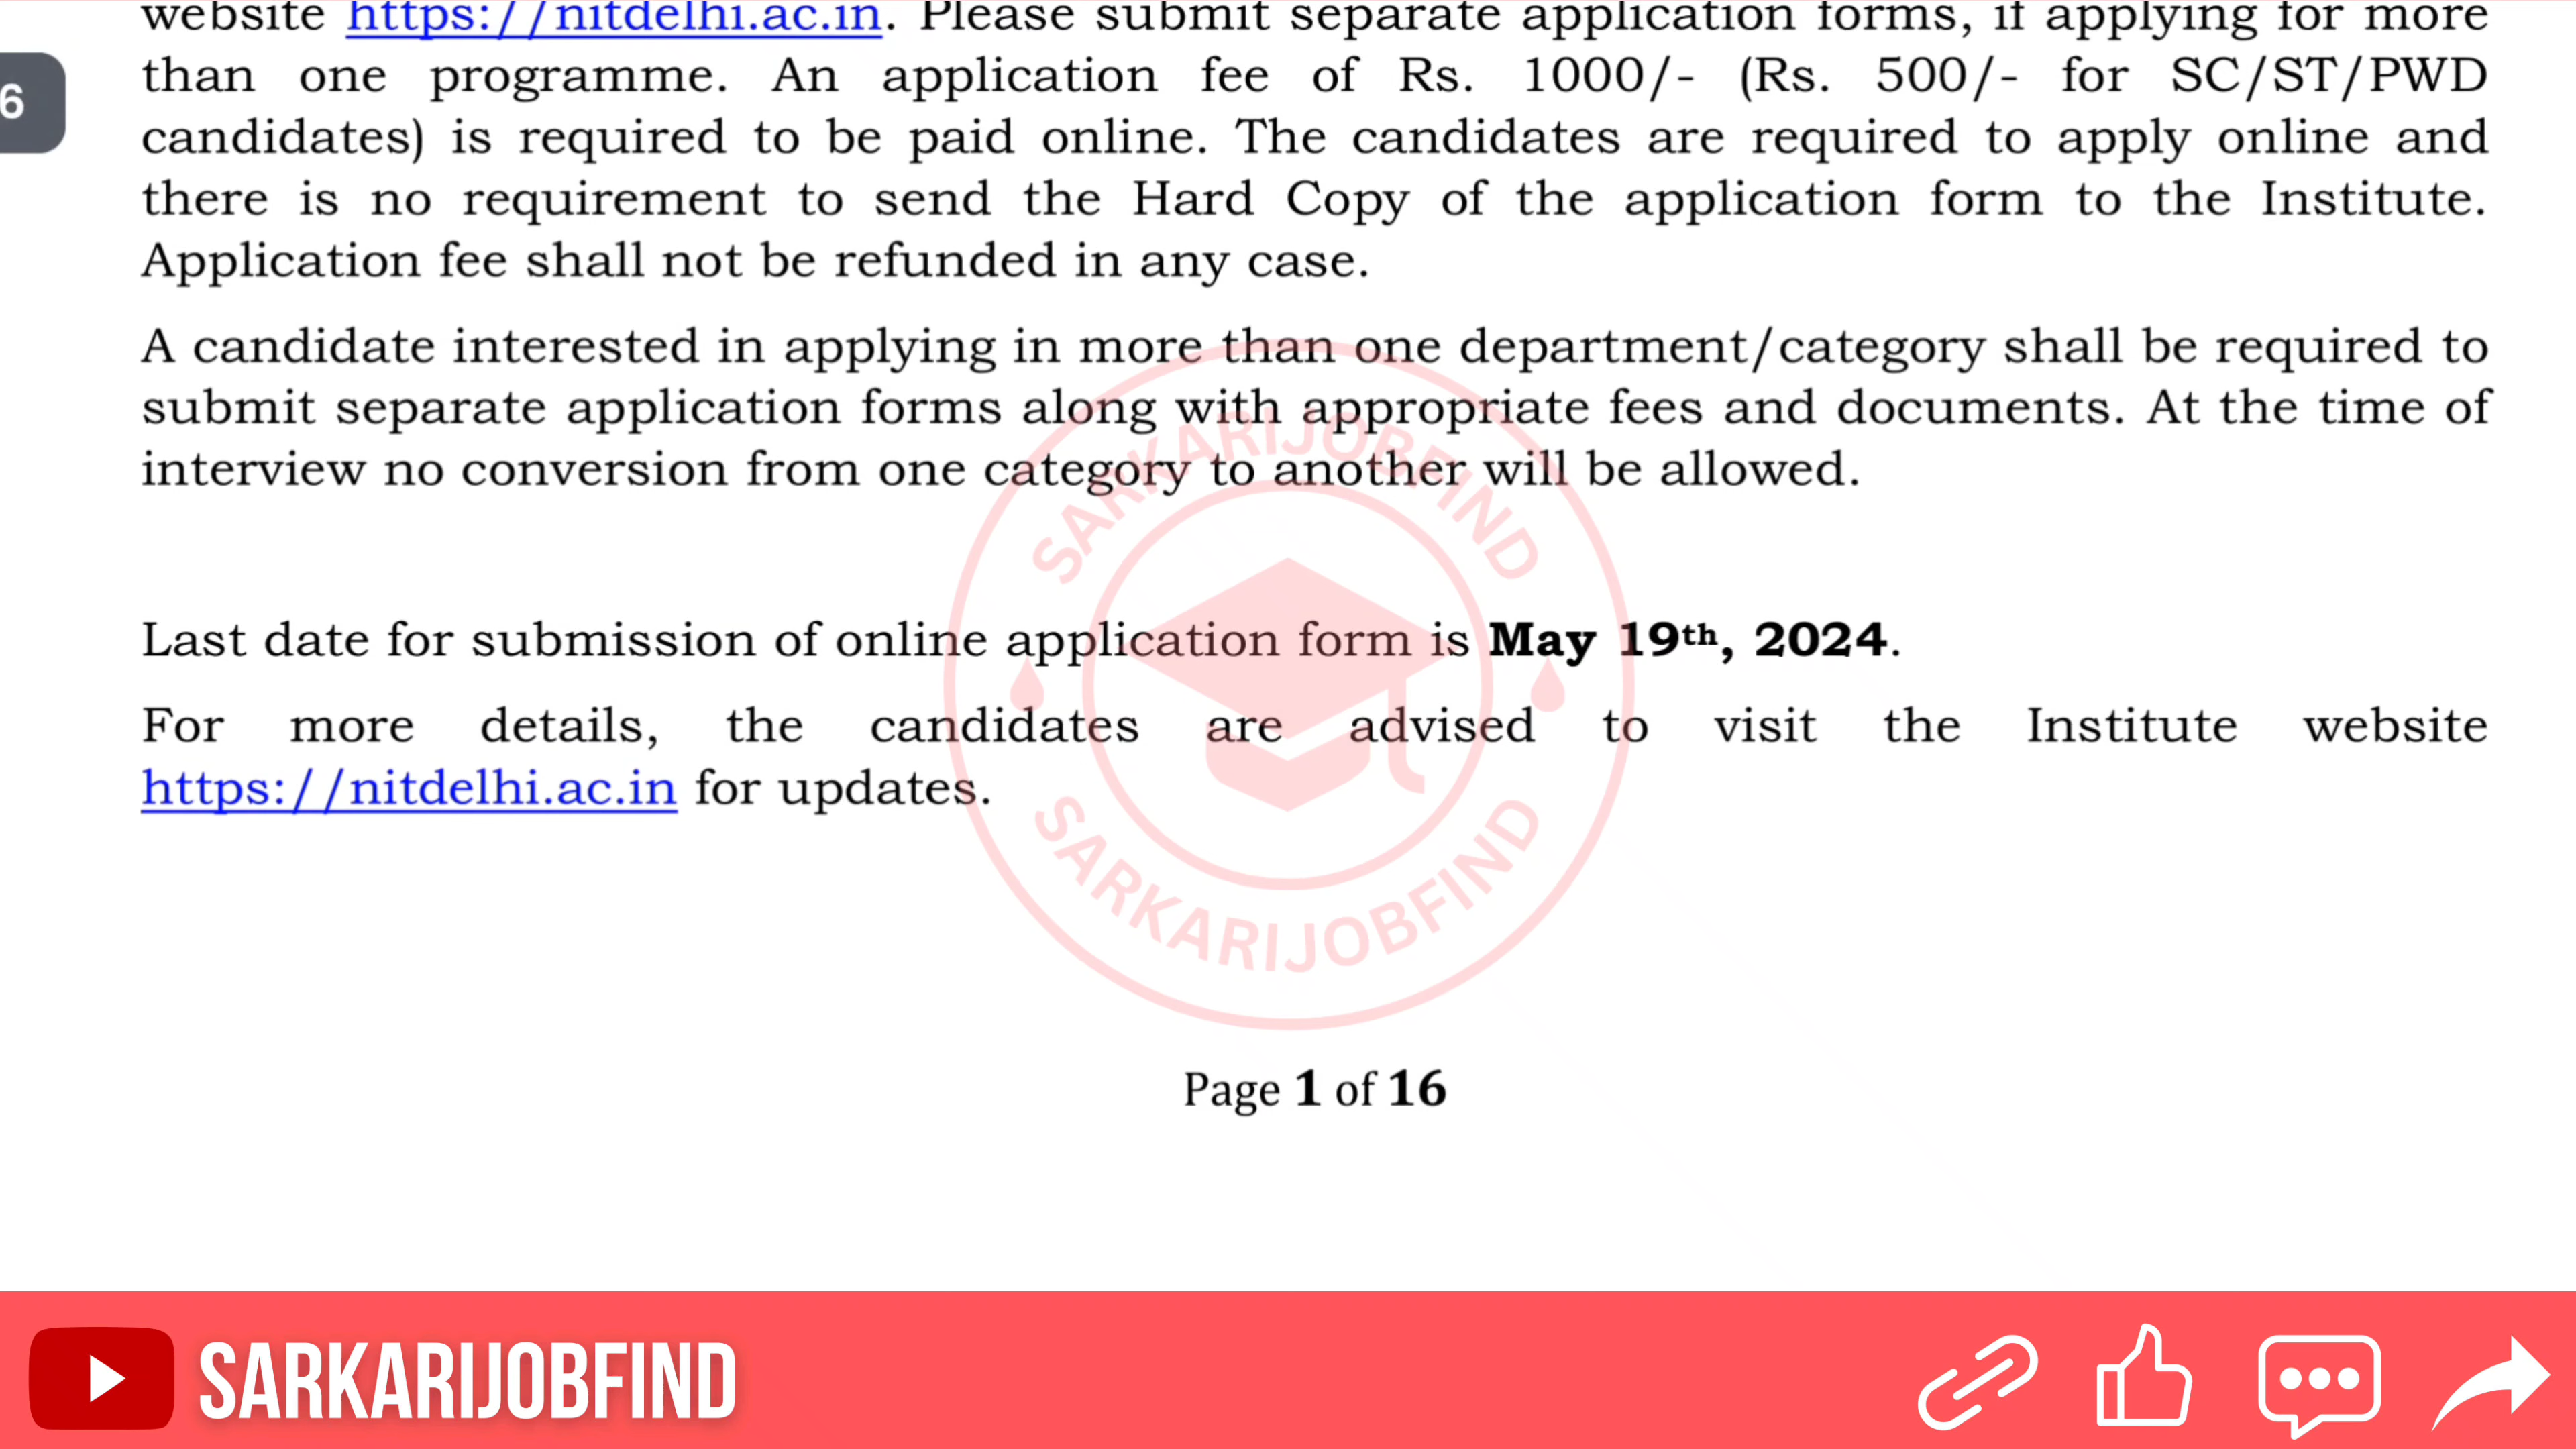 website https://nitdelhi.ac.in. Please submit separate application forms, if applying for more
6
than one programme. An application fee of Rs. 1000/- (Rs. 500/- for SC/ST/PWD
candidates) is required to be paid online. The candidates are required to apply online and
there is no requirement to send the Hard Copy of the application form to the Institute.
Application fee shall not be refunded in any case.
A candidate interested in applying in more than one department/category shall be required to
submit separate application forms along with appropriate fees and documents. At the time of
interview no conversion from one category to another will be allowed.
SARKARIJOBFIND
Last date for submission of online application form is May 19th, 2024.
For more details, the candidates are advised to visit the Institute website
https://nitdelhi.ac.in for updates.
SARKARIJOBFIND
Page 1 of 16
SARKARIJOBFIND